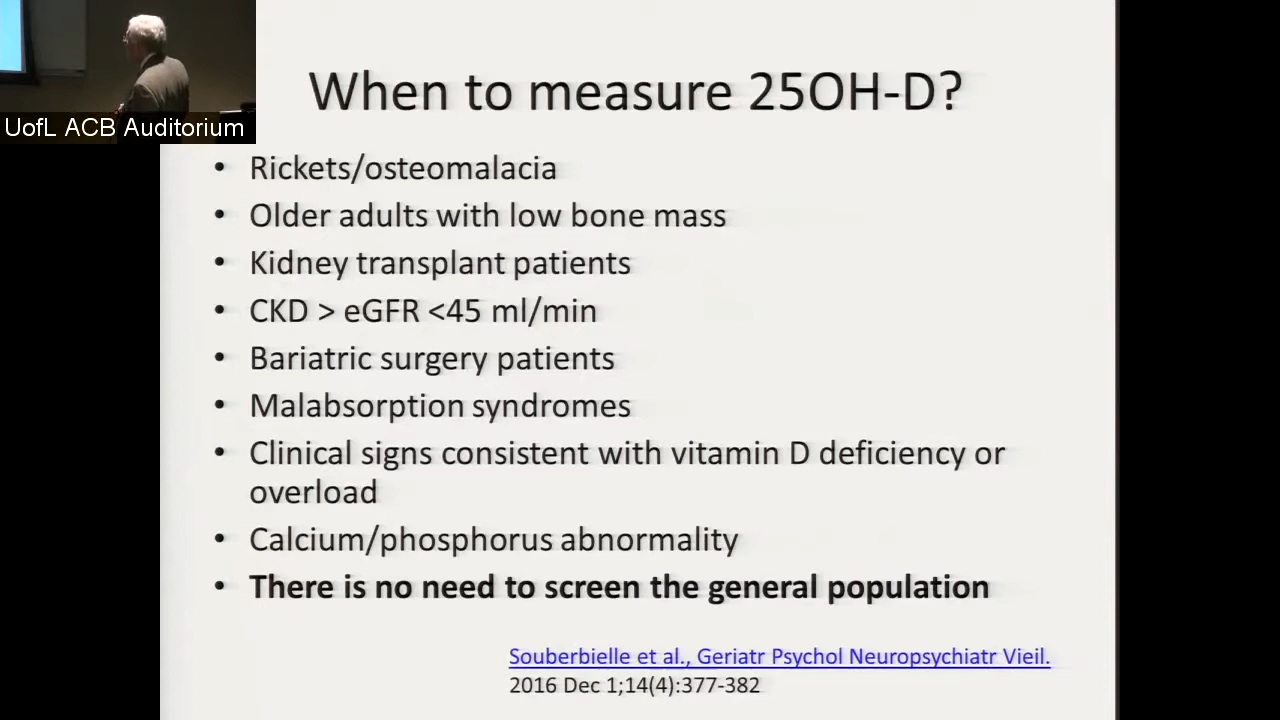 When to measure 25OH-D?
UofL ACB Auditorium
• Rickets/osteomalacia
• Older adults with low bone mass
• Kidney transplant patients
• CKD > eGFR <45 ml/min
• Bariatric surgery patients
• Malabsorption syndromes
• Clinical signs consistent with vitamin D deficiency or
overload
• Calcium/phosphorus abnormality
• There is no need to screen the general population
Souberbielle et al., Geriatr Psychol Neuropsychiatr Vieil.
2016 Dec 1;14(4):377-382